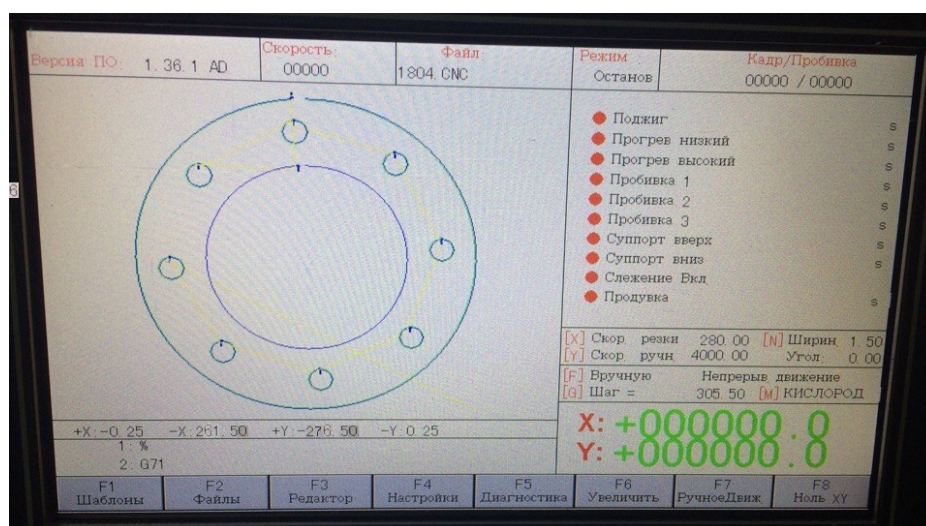 Версия ПО: 1.36.1 AD
Скорость:
00000
Файл:
1804.CNC
Режим
Останов
Кадр/Пробивка
00000 / 00000
Поджиг s
Прогрев низкий s
Прогрев высокий s
Пробивка 1 s
Пробивка 2 s
Пробивка 3 s
Суппорт вверх s
Суппорт вниз s
Слежение Вкл
Продувка s
[X] Скор. резки 280.00 [N] Ширин. 1.50
[Y] Скор. ручн. 4000.00 Угол: 0.00
[F] Вручную Непрерыв движение
[G] Шаг = 305.50 [M] КИСЛОРОД
X: +000000.0
Y: +000000.0
+X:-0.25 -X:261.50 +Y:-276.50 -Y:0.25
1: %
2: G71
F1 Шаблоны
F2 Файлы
F3 Редактор
F4 Настройки
F5 Диагностика
F6 Увеличить
F7 РучноеДвиж
F8 Ноль XY
6